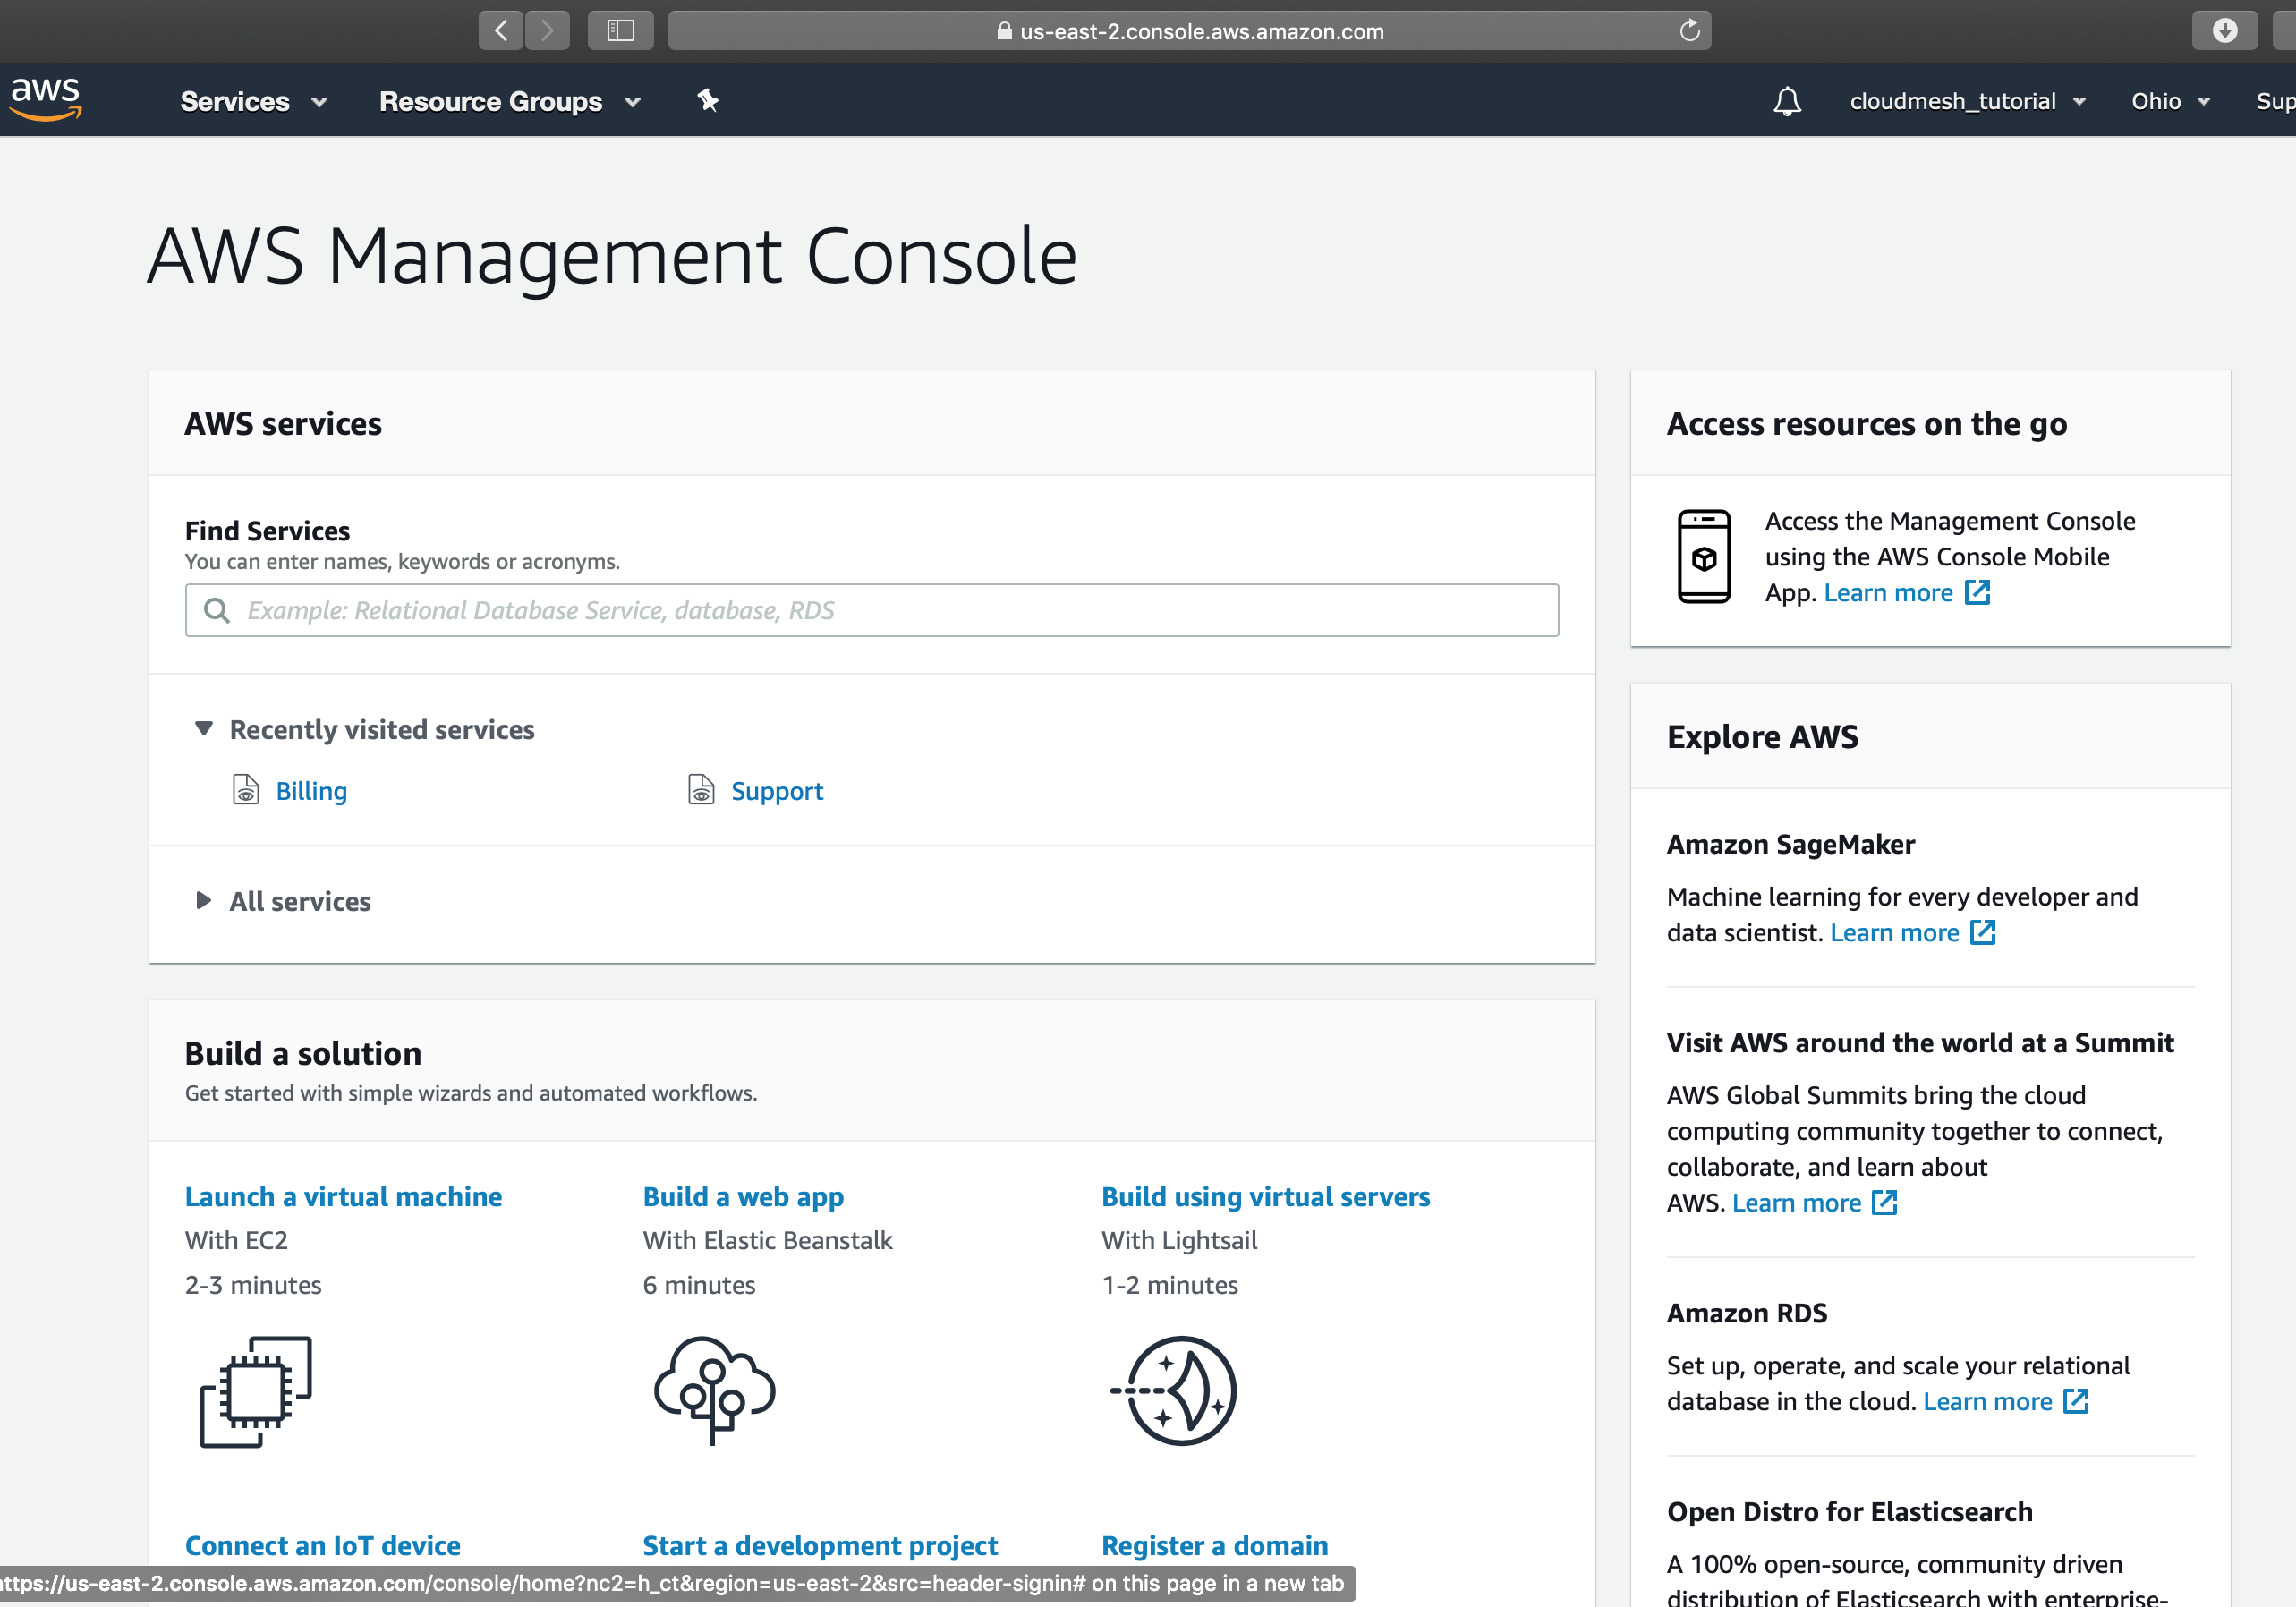 us-east-2.console.aws.amazon.com
aws
Services
Resource Groups
cloudmesh_tutorial
Ohio
Sup
AWS Management Console
AWS services
Find Services
You can enter names, keywords or acronyms.
Example: Relational Database Service, database, RDS
Recently visited services
Billing
Support
All services
Build a solution
Get started with simple wizards and automated workflows.
Launch a virtual machine
With EC2
2-3 minutes
Build a web app
With Elastic Beanstalk
6 minutes
Build using virtual servers
With Lightsail
1-2 minutes
Connect an IoT device
Start a development project
Register a domain
Access resources on the go
Access the Management Console
using the AWS Console Mobile
App. Learn more
Explore AWS
Amazon SageMaker
Machine learning for every developer and
data scientist. Learn more
Visit AWS around the world at a Summit
AWS Global Summits bring the cloud
computing community together to connect,
collaborate, and learn about
AWS. Learn more
Amazon RDS
Set up, operate, and scale your relational
database in the cloud. Learn more
Open Distro for Elasticsearch
A 100% open-source, community driven
distribution of Elasticsearch with enterprise-
ttps://us-east-2.console.aws.amazon.com/console/home?nc2=h_ct&region=us-east-2&src=header-signin# on this page in a new tab